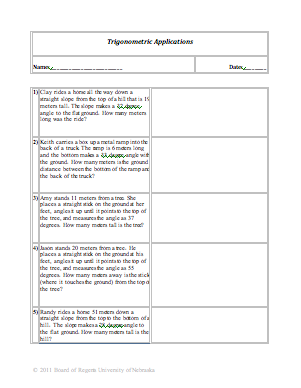 Trigonometric Applications
Name:
Date:
1) Clay rides a horse all the way down a
straight slope from the top of a hill that is 19
meters tall. The slope makes a
angle to the flat ground. How many meters
long was the ride?
2) Keith carries a box up a metal ramp into the
back of a truck. The ramp is 6 meters long
and the bottom makes a angle with
the ground. How many meters is the ground
distance between the bottom of the ramp and
the back of the truck?
3) Amy stands 11 meters from a tree. She
places a straight stick on the ground at her
feet, angles it up until it points to the top of
the tree, and measures the angle as 37
degrees. How many meters tall is the tree?
4) Jason stands 20 meters from a tree. He
places a straight stick on the ground at his
feet, angles it up until it points to the top of
the tree, and measures the angle as 55
degrees. How many meters away is the stick
(where it touches the ground) from the top of
the tree?
5) Randy rides a horse 51 meters down a
straight slope from the top to the bottom of a
hill. The slope makes a angle to
the flat ground. How many meters tall is the
hill?
© 2011 Board of Regents University of Nebraska